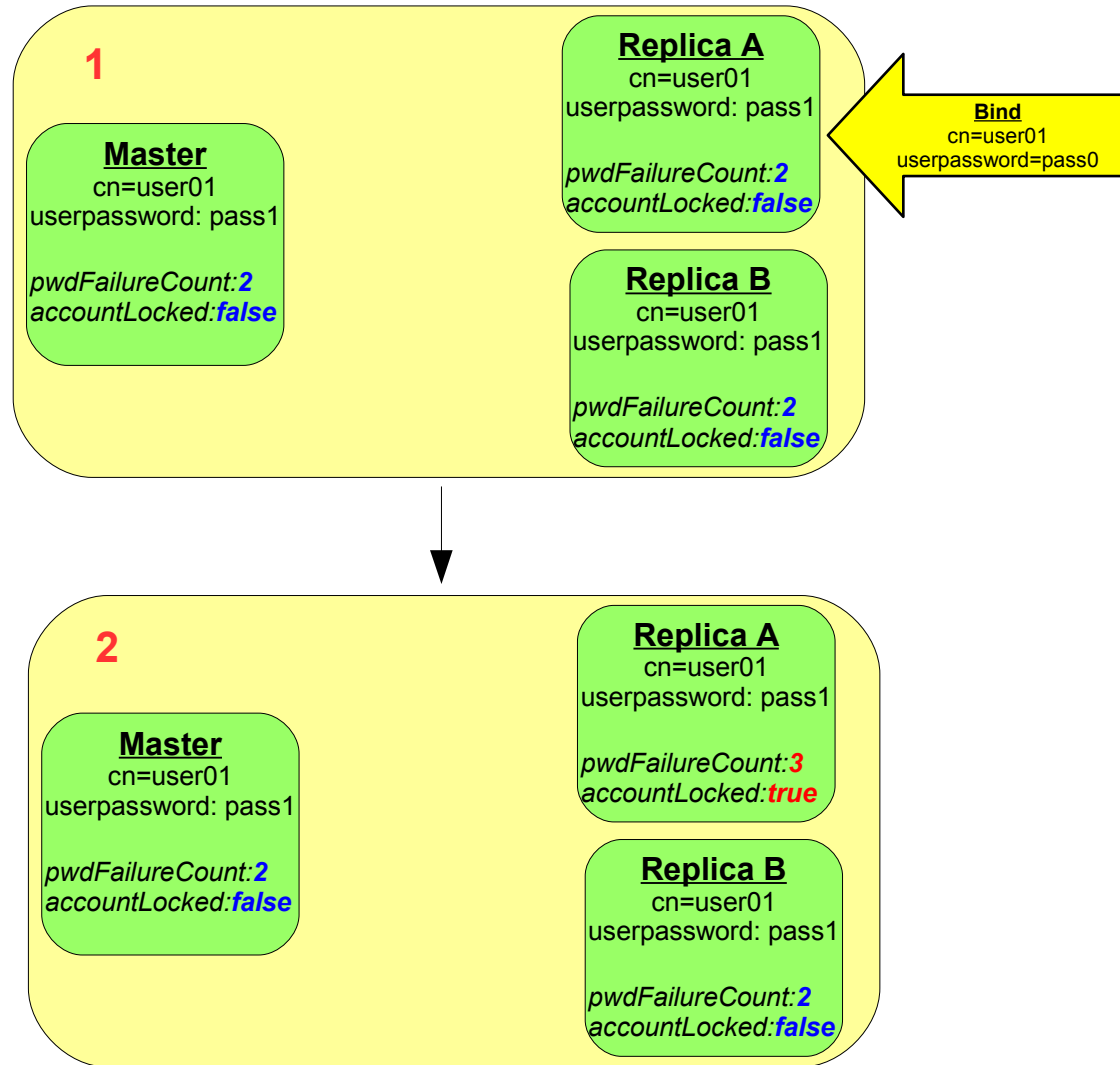 1
Master
cn=user01
userpassword: pass1
pwdFailureCount:2
accountLocked:false
Replica A
cn=user01
userpassword: pass1
pwdFailureCount:2
accountLocked:false
Bind
cn=user01
userpassword=pass0
Replica B
cn=user01
userpassword: pass1
pwdFailureCount:2
accountLocked:false
2
Master
cn=user01
userpassword: pass1
pwdFailureCount:2
accountLocked:false
Replica A
cn=user01
userpassword: pass1
pwdFailureCount:3
accountLocked:true
Replica B
cn=user01
userpassword: pass1
pwdFailureCount:2
accountLocked:false